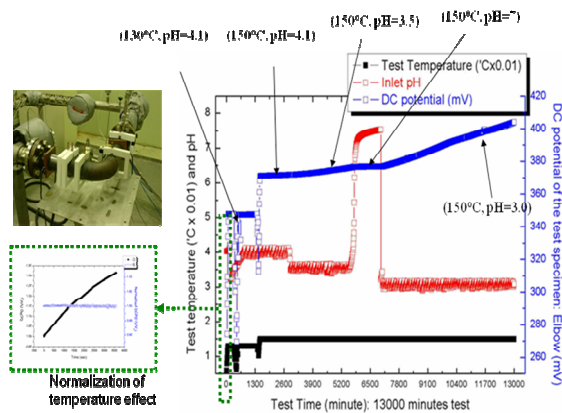 (130°C, pH=4.1)
(150°C, pH=4.1)
(150°C, pH=3.5)
(150°C, pH=7)
Test Temperature ('Cx0.01)
Inlet pH
DC potential (mV)
Test temperature ('C x 0.01) and pH
8
7
6
5
4
3
2
1
420
400
380
360
340
320
300
280
260
DC potential of the test specimen: Elbow (mV)
(150°C, pH=3.0)
0 1300 2600 3900 5200 6500 7800 9100 10400 11700 13000
Test Time (minute): 13000 minutes test
Normalization of
temperature effect